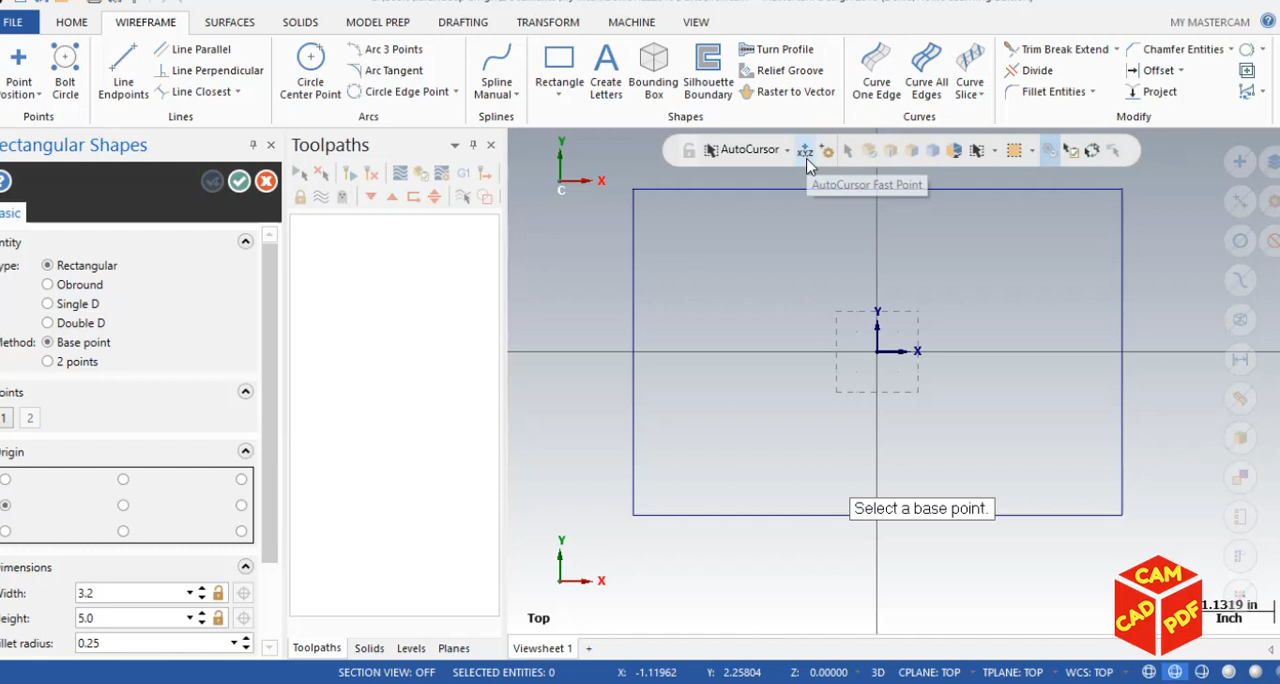 FILE
HOME
WIREFRAME
SURFACES
SOLIDS
MODEL PREP
DRAFTING
TRANSFORM
MACHINE
VIEW
MY MASTERCAM
Point
Position
Bolt
Circle
Points
Line
Endpoints
Line Parallel
Line Perpendicular
Line Closest
Lines
Circle
Center Point
Arc 3 Points
Arc Tangent
Circle Edge Point
Arcs
Spline
Manual
Splines
Rectangle
Create
Letters
Bounding
Box
Silhouette
Boundary
Turn Profile
Relief Groove
Raster to Vector
Shapes
Curve
One Edge
Curve All
Edges
Curve
Slice
Curves
Trim Break Extend
Divide
Fillet Entities
Chamfer Entities
Offset
Project
Modify
ectangular Shapes
asic
ntity
ype:
Rectangular
Obround
Single D
Double D
Method:
Base point
2 points
oints
1
2
Origin
Dimensions
Width:
3.2
Height:
5.0
illet radius:
0.25
Toolpaths
G1
Toolpaths
Solids
Levels
Planes
AutoCursor
XYZ
AutoCursor Fast Point
Y
X
C
Y
X
Select a base point.
Y
X
Top
CAM
CAD
PDF
1.1319 in
Inch
Viewsheet 1
+
SECTION VIEW: OFF
SELECTED ENTITIES: 0
X: -1.11962
Y: 2.25804
Z: 0.00000
3D
CPLANE: TOP
TPLANE: TOP
WCS: TOP